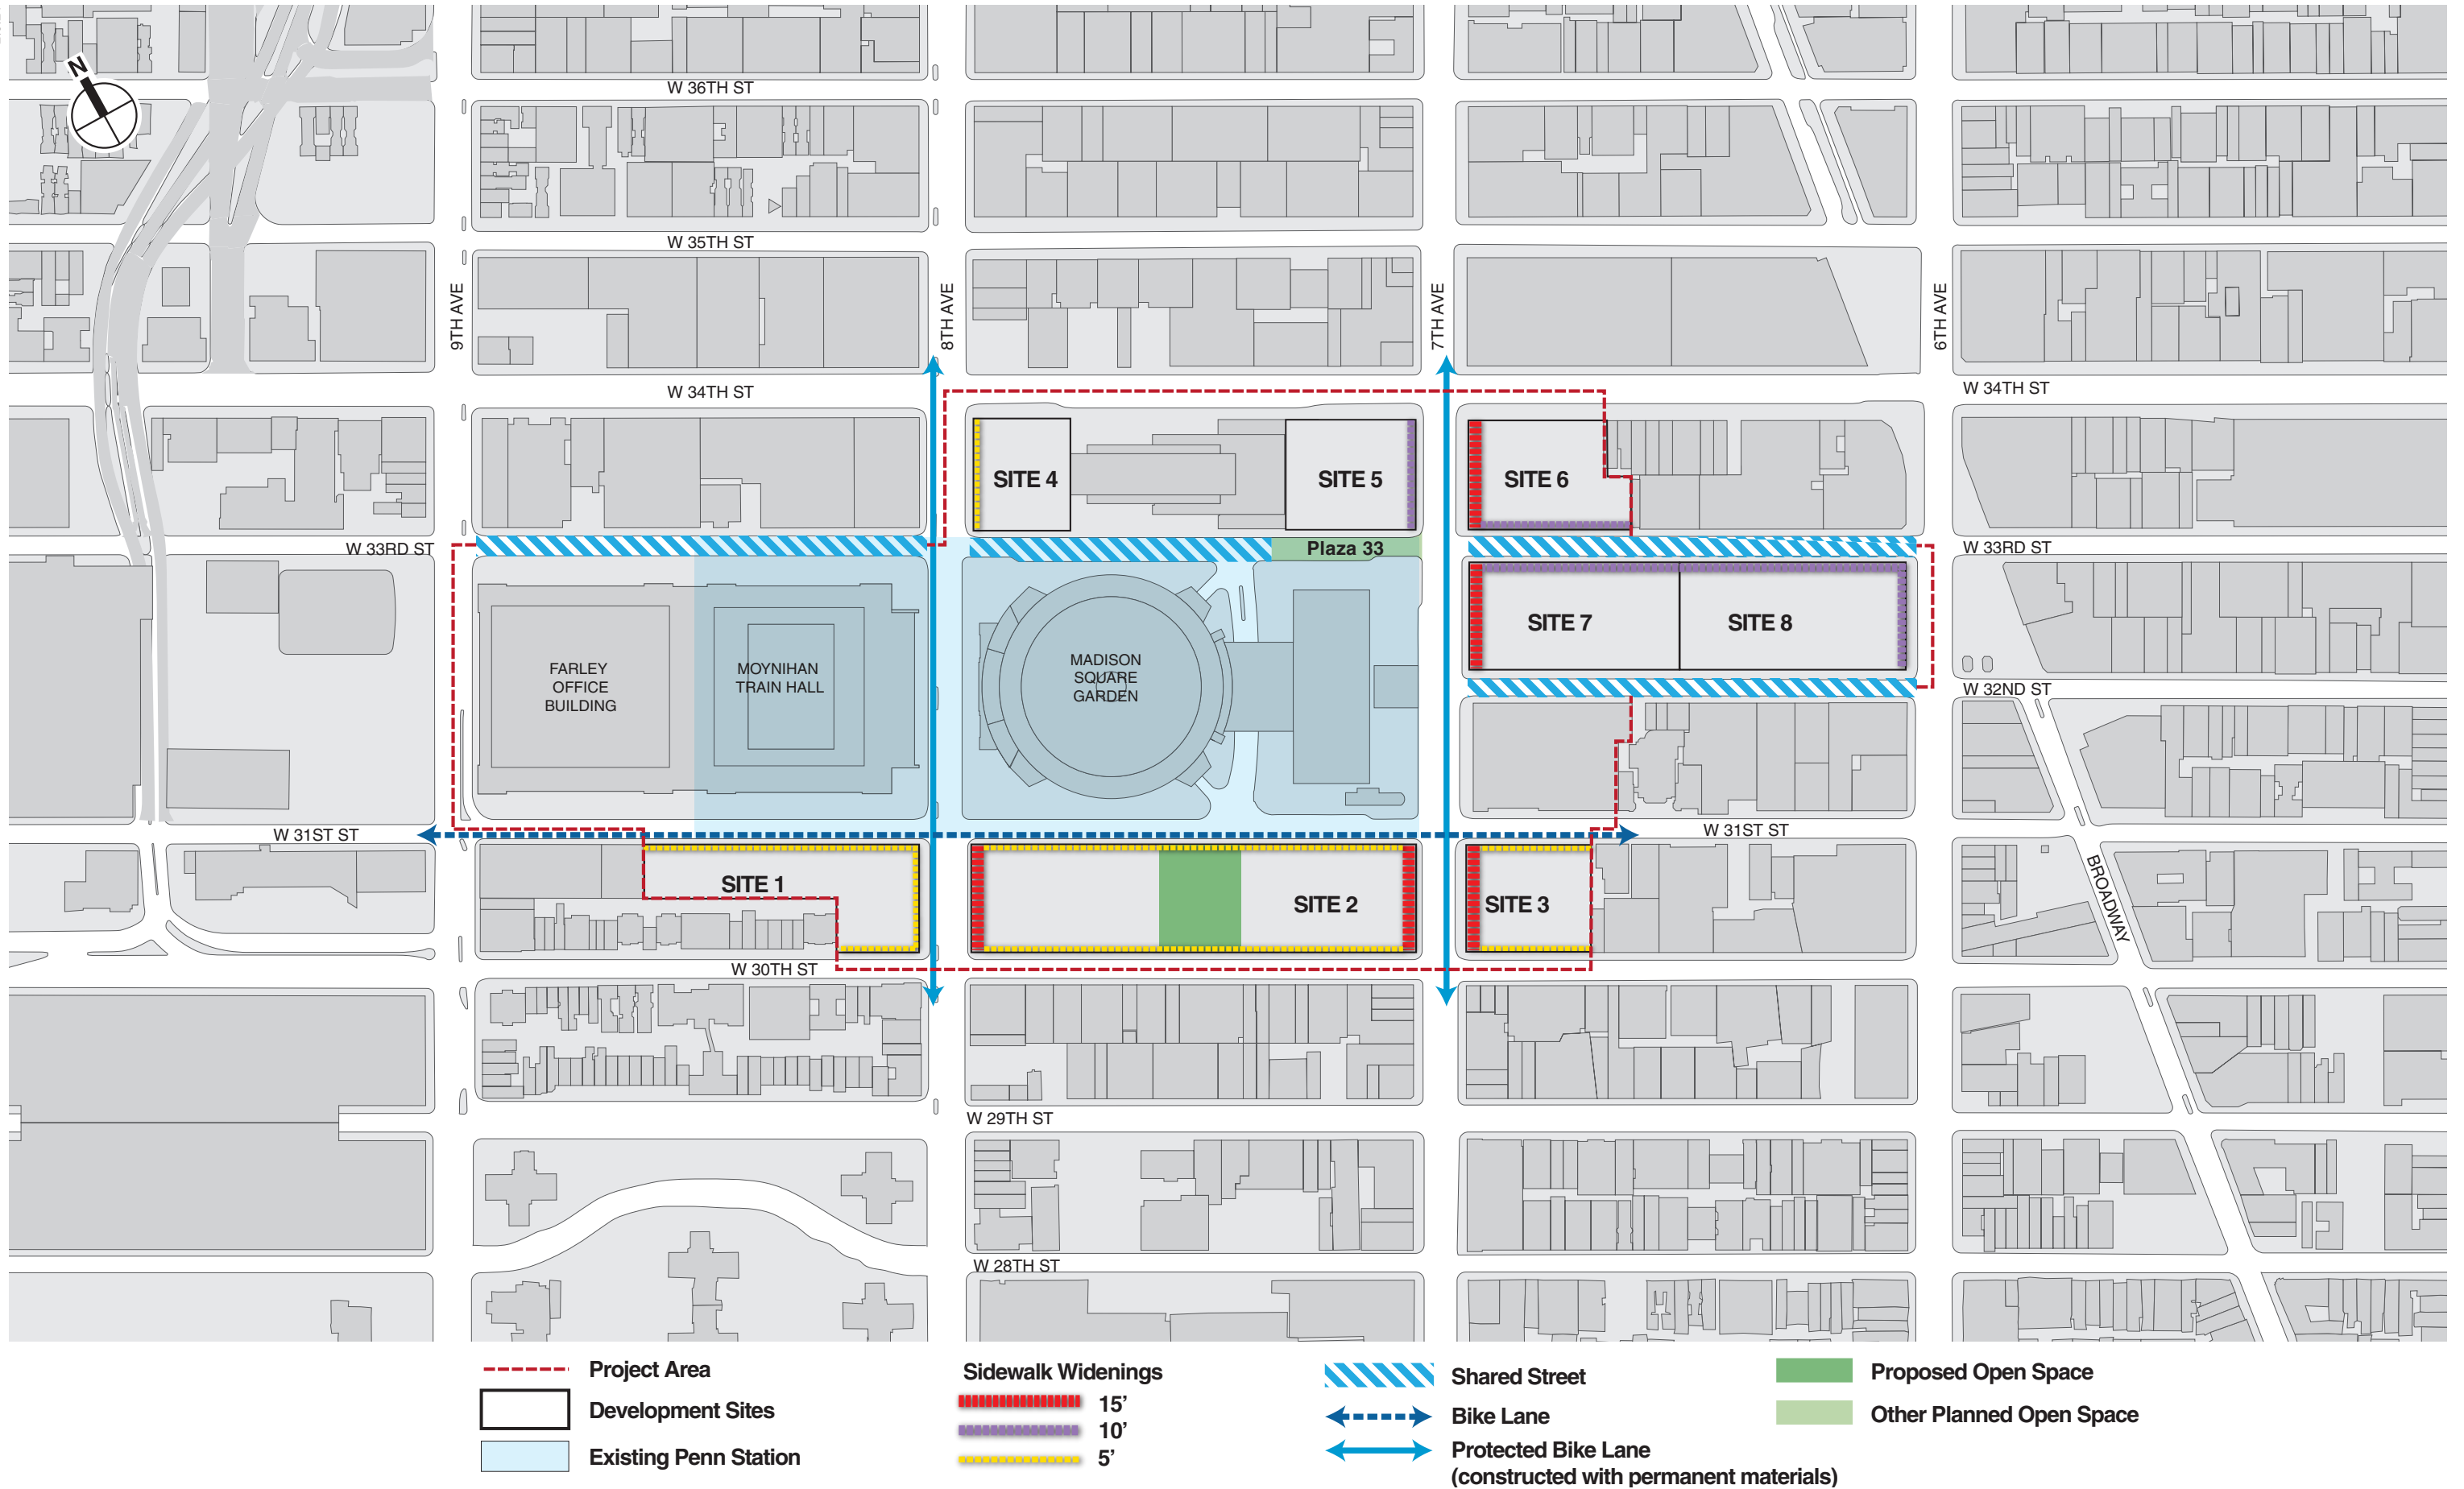 N
W 36TH ST
W 35TH ST
9TH AVE
8TH AVE
7TH AVE
6TH AVE
W 34TH ST
W 34TH ST
SITE 4
SITE 5
SITE 6
W 33RD ST
Plaza 33
W 33RD ST
SITE 7
SITE 8
FARLEY
OFFICE
BUILDING
MOYNIHAN
TRAIN HALL
MADISON
SQUARE
GARDEN
W 32ND ST
W 31ST ST
W 31ST ST
SITE 1
SITE 2
SITE 3
BROADWAY
W 30TH ST
W 29TH ST
W 28TH ST
Project Area
Development Sites
Existing Penn Station
Sidewalk Widenings
15’
10’
5’
Shared Street
Bike Lane
Protected Bike Lane
(constructed with permanent materials)
Proposed Open Space
Other Planned Open Space